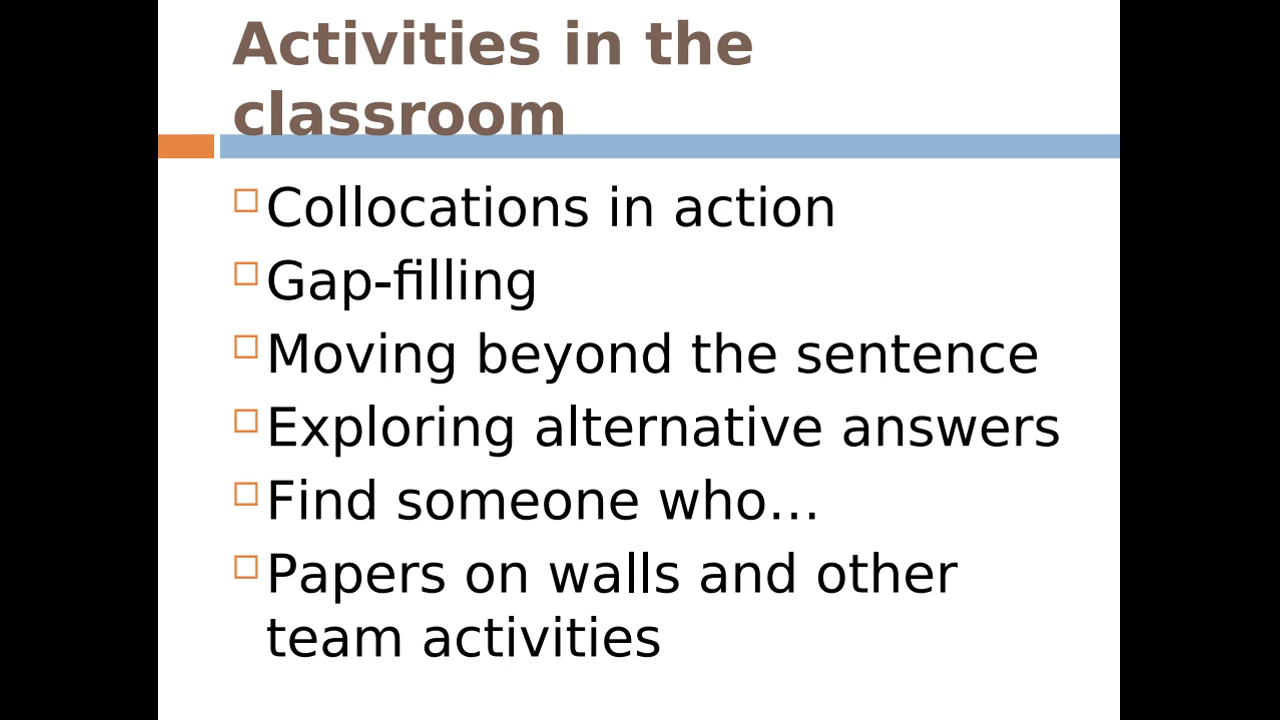 Activities in the
classroom
Collocations in action
Gap-filling
Moving beyond the sentence
Exploring alternative answers
Find someone who…
Papers on walls and other
team activities